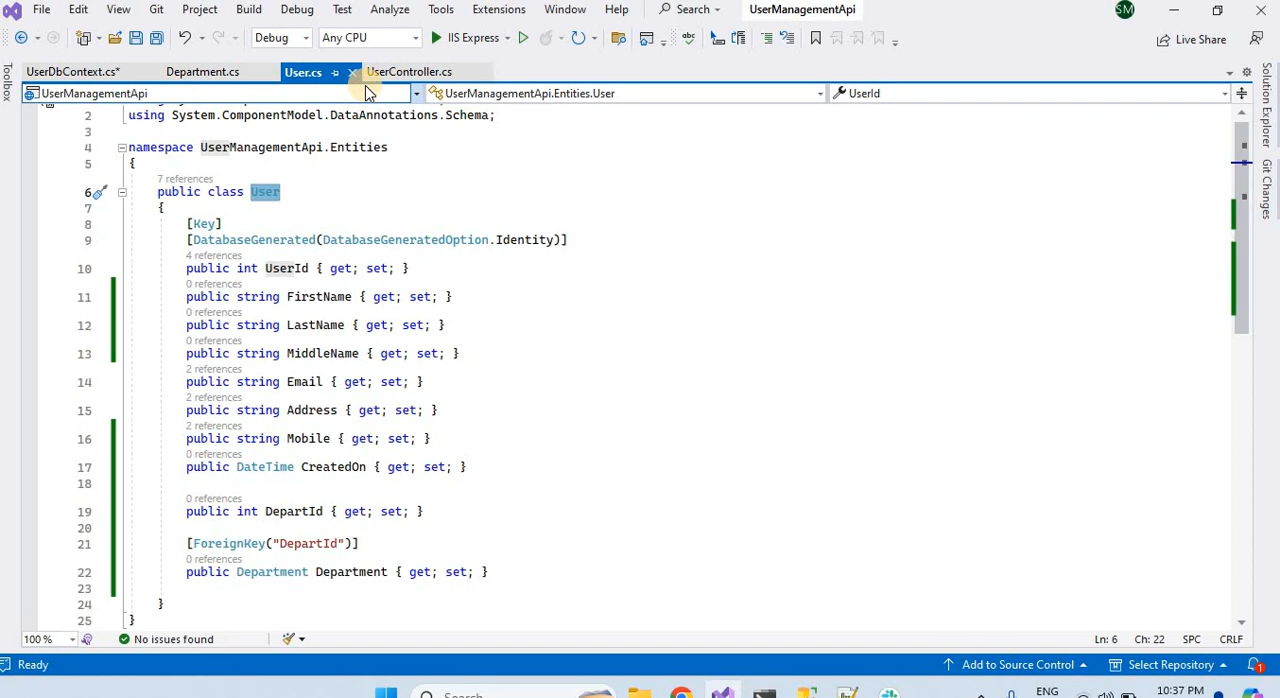 File Edit View Git Project Build Debug Test Analyze Tools Extensions Window Help Search UserManagementApi SM
Debug Any CPU IIS Express Live Share
UserDbContext.cs* Department.cs User.cs UserController.cs
UserManagementApi UserManagementApi.Entities.User UserId
Toolbox
Solution Explorer
Git Changes
2 using System.ComponentModel.DataAnnotations.Schema;
3
4 namespace UserManagementApi.Entities
5 {
7 references
6 public class User
7 {
8 [Key]
9 [DatabaseGenerated(DatabaseGeneratedOption.Identity)]
4 references
10 public int UserId { get; set; }
0 references
11 public string FirstName { get; set; }
0 references
12 public string LastName { get; set; }
0 references
13 public string MiddleName { get; set; }
2 references
14 public string Email { get; set; }
2 references
15 public string Address { get; set; }
2 references
16 public string Mobile { get; set; }
0 references
17 public DateTime CreatedOn { get; set; }
18
0 references
19 public int DepartId { get; set; }
20
21 [ForeignKey("DepartId")]
0 references
22 public Department Department { get; set; }
23
24 }
25 }
100 % No issues found Ln: 6 Ch: 22 SPC CRLF
Ready Add to Source Control Select Repository 1
Search ENG 10:37 PM